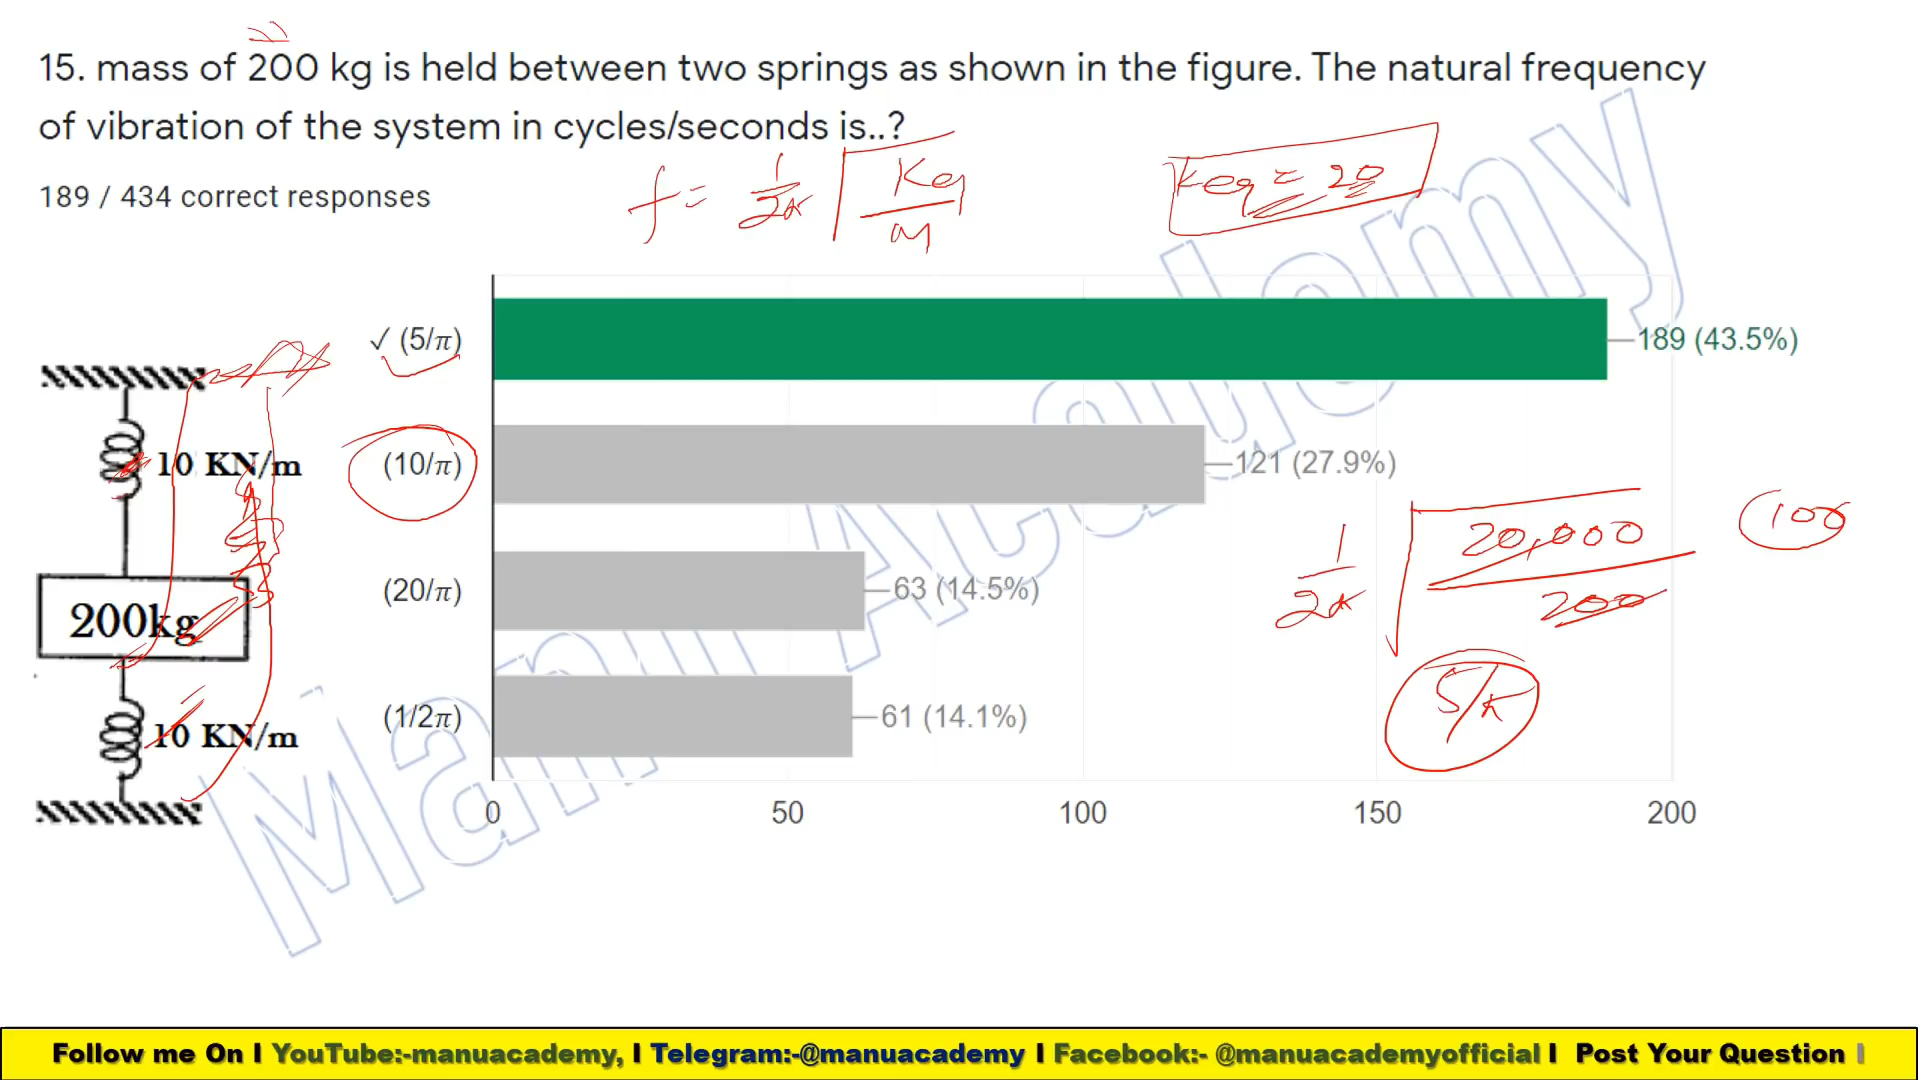 15. mass of 200 kg is held between two springs as shown in the figure. The natural frequency
of vibration of the system in cycles/seconds is..?
189 / 434 correct responses
f = 1/2π √(Keq/M)
Keq = 20
✓ (5/π)
189 (43.5%)
10 KN/m
(10/π)
121 (27.9%)
1/2π √(20,000/200)
100
200kg
(20/π)
63 (14.5%)
5/π
10 KN/m
(1/2π)
61 (14.1%)
0 50 100 150 200
Manu Academy
Follow me On I YouTube:-manuacademy, I Telegram:-@manuacademy I Facebook:- @manuacademyofficial I Post Your Question I